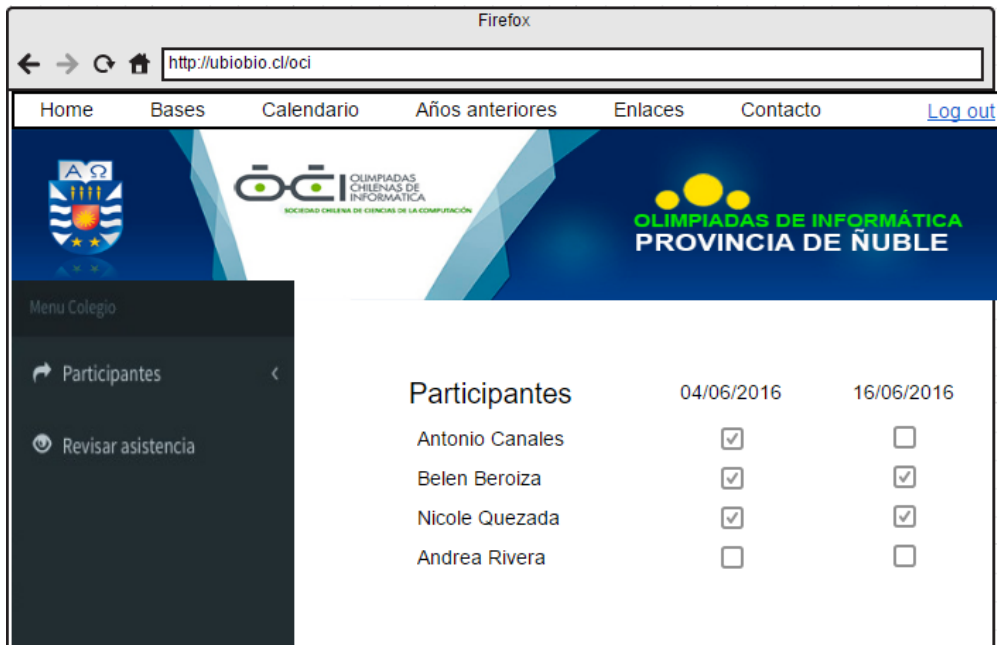 Firefox
http://ubiobio.cl/oci
Home Bases Calendario Años anteriores Enlaces Contacto Log out
ΑΩ
ōcī OLIMPIADAS
CHILENAS DE
INFORMÁTICA
SOCIEDAD CHILENA DE CIENCIAS DE LA COMPUTACIÓN
OLIMPIADAS DE INFORMÁTICA
PROVINCIA DE ÑUBLE
Menu Colegio
Participantes
Revisar asistencia
Participantes 04/06/2016 16/06/2016
Antonio Canales
Belen Beroiza
Nicole Quezada
Andrea Rivera